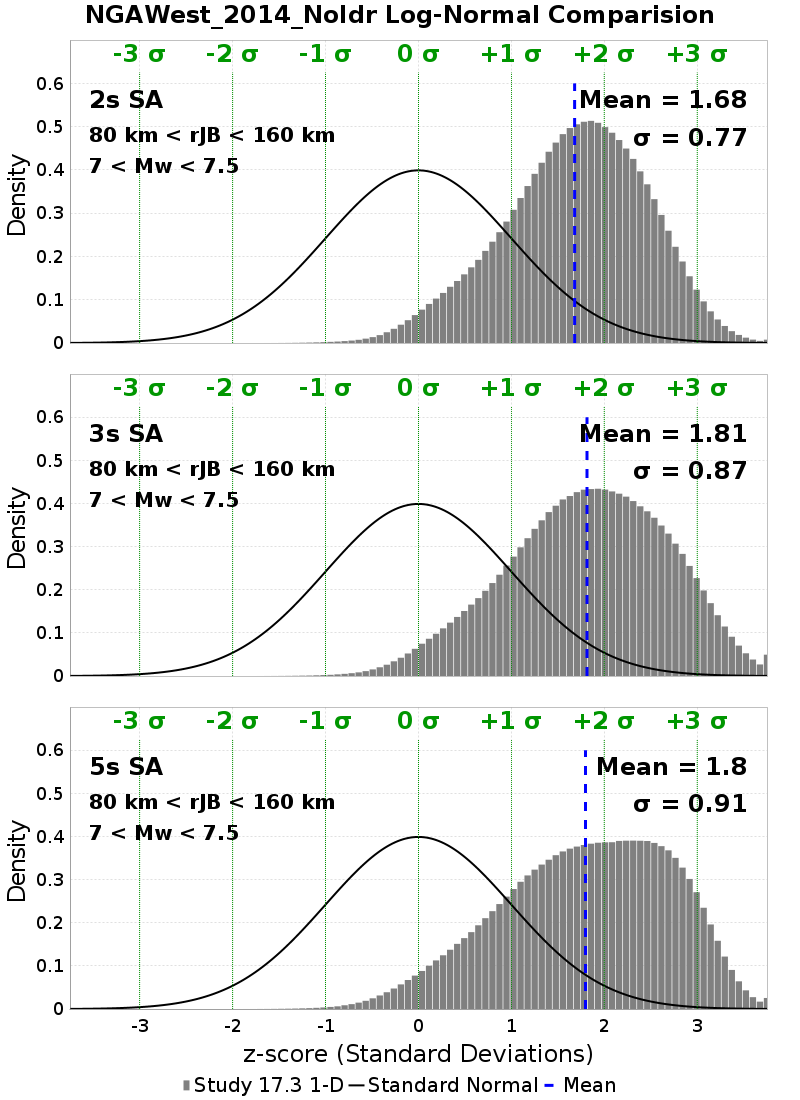 NGAWest_2014_NoIdr Log-Normal Comparision
-3 σ -2 σ -1 σ 0 σ +1 σ +2 σ +3 σ
2s SA
Mean = 1.68
80 km < rJB < 160 km
σ = 0.77
7 < Mw < 7.5
0.6
0.5
0.4
0.3
0.2
0.1
0
Density
-3 σ -2 σ -1 σ 0 σ +1 σ +2 σ +3 σ
3s SA
Mean = 1.81
80 km < rJB < 160 km
σ = 0.87
7 < Mw < 7.5
0.6
0.5
0.4
0.3
0.2
0.1
0
Density
-3 σ -2 σ -1 σ 0 σ +1 σ +2 σ +3 σ
5s SA
Mean = 1.8
80 km < rJB < 160 km
σ = 0.91
7 < Mw < 7.5
0.6
0.5
0.4
0.3
0.2
0.1
0
Density
-3 -2 -1 0 1 2 3
z-score (Standard Deviations)
Study 17.3 1-D Standard Normal Mean